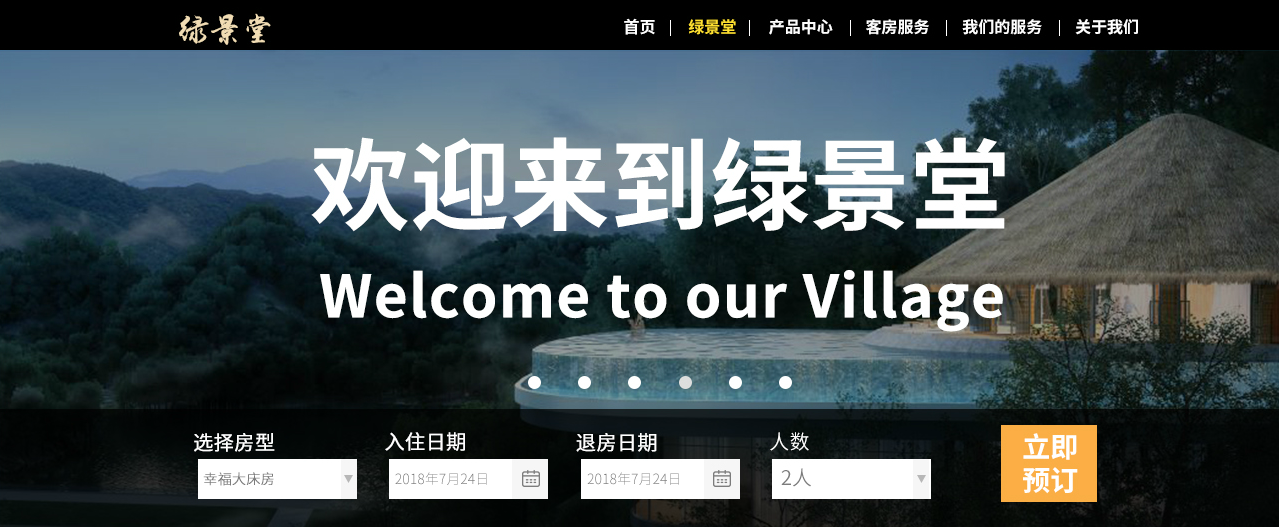 绿景堂
首页 绿景堂 产品中心 客房服务 我们的服务 关于我们
欢迎来到绿景堂
Welcome to our Village
选择房型 入住日期 退房日期 人数
幸福大床房 2018年7月24日 2018年7月24日 2人
立即
预订